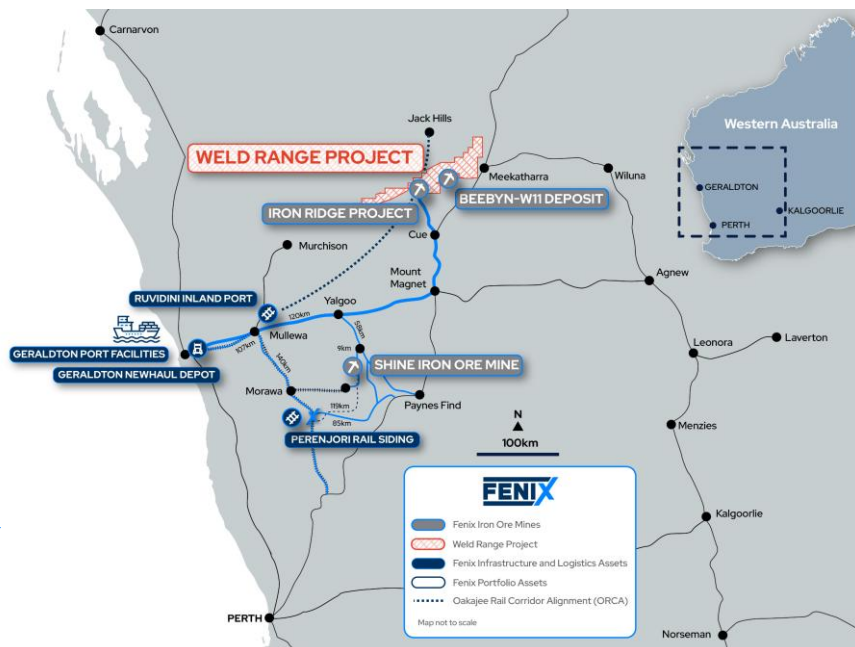 Carnarvon
Jack Hills
Western Australia
WELD RANGE PROJECT
Meekatharra
Wiluna
GERALDTON
BEEBYN-W11 DEPOSIT
IRON RIDGE PROJECT
KALGOORLIE
PERTH
Cue
Murchison
Mount
Magnet
Agnew
RUVIDINI INLAND PORT
Yalgoo
120km
58km
Mullewa
107km
9km
GERALDTON PORT FACILITIES
GERALDTON NEWHAUL DEPOT
140km
SHINE IRON ORE MINE
Leonora
Laverton
Morawa
119km
85km
Paynes Find
PERENJORI RAIL SIDING
N
100km
Menzies
FENIX
Fenix Iron Ore Mines
Weld Range Project
Fenix Infrastructure and Logistics Assets
Fenix Portfolio Assets
Oakajee Rail Corridor Alignment (ORCA)
Map not to scale
Kalgoorlie
PERTH
Norseman